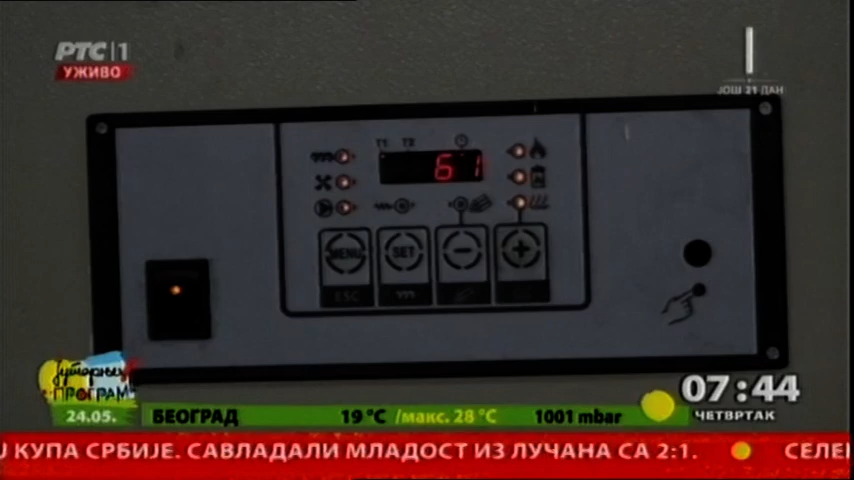 РТС|1
УЖИВО
1
ЈОШ 21 ДАН
T1 T2
61
MENU SET − +
ESC
Јутарњи
ПРОГРАМ
24.05. БЕОГРАД 19 °C /макс. 28 °C 1001 mbar
07:44
ЧЕТВРТАК
Ј КУПА СРБИЈЕ. САВЛАДАЛИ МЛАДОСТ ИЗ ЛУЧАНА СА 2:1. СЕЛЕ